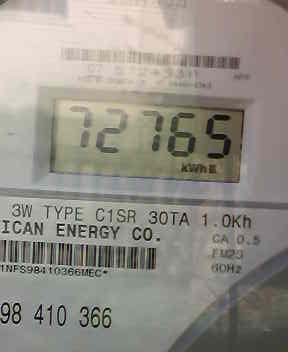 72765
kWh
3W TYPE C1SR 30TA 1.0Kh
ICAN ENERGY CO.
CA 0.5
FM2S
60Hz
1NFS98410366MEC*
98 410 366